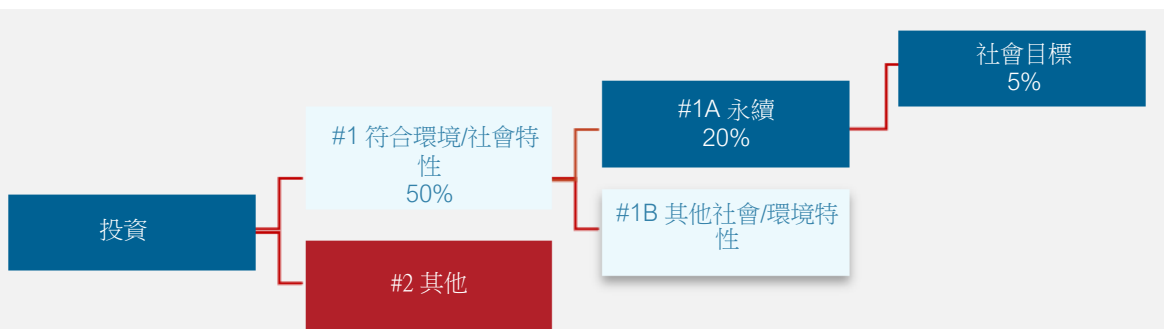 投資
#1 符合環境/社會特
性
50%
#2 其他
#1A 永續
20%
#1B 其他社會/環境特
性
社會目標
5%